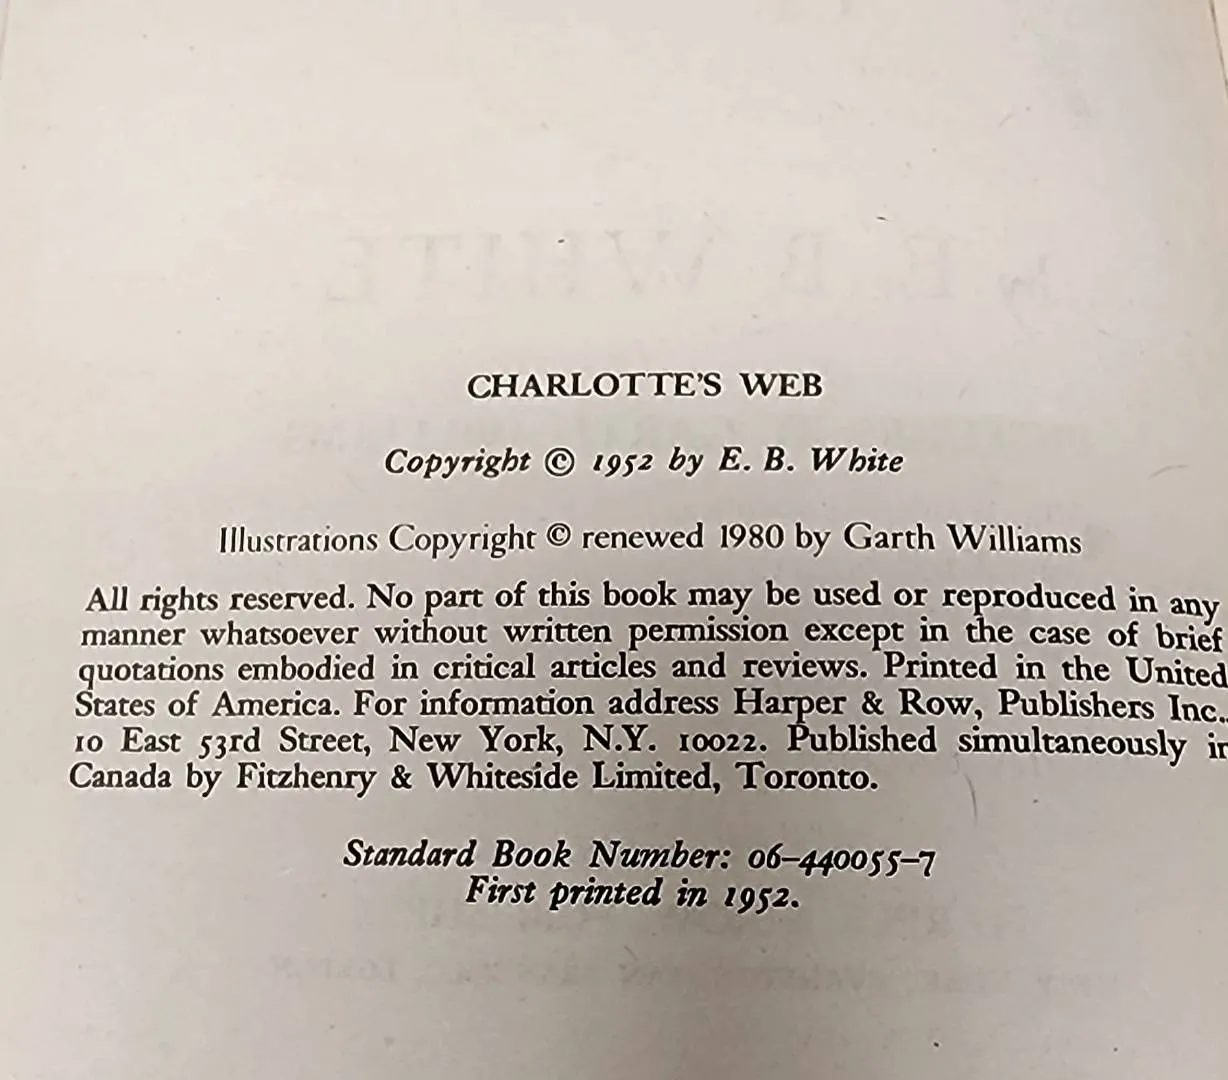 CHARLOTTE'S WEB
Copyright © 1952 by E. B. White
Illustrations Copyright © renewed 1980 by Garth Williams
All rights reserved. No part of this book may be used or reproduced in any
manner whatsoever without written permission except in the case of brief
quotations embodied in critical articles and reviews. Printed in the United
States of America. For information address Harper & Row, Publishers Inc.,
10 East 53rd Street, New York, N.Y. 10022. Published simultaneously in
Canada by Fitzhenry & Whiteside Limited, Toronto.
Standard Book Number: 06-440055-7
First printed in 1952.